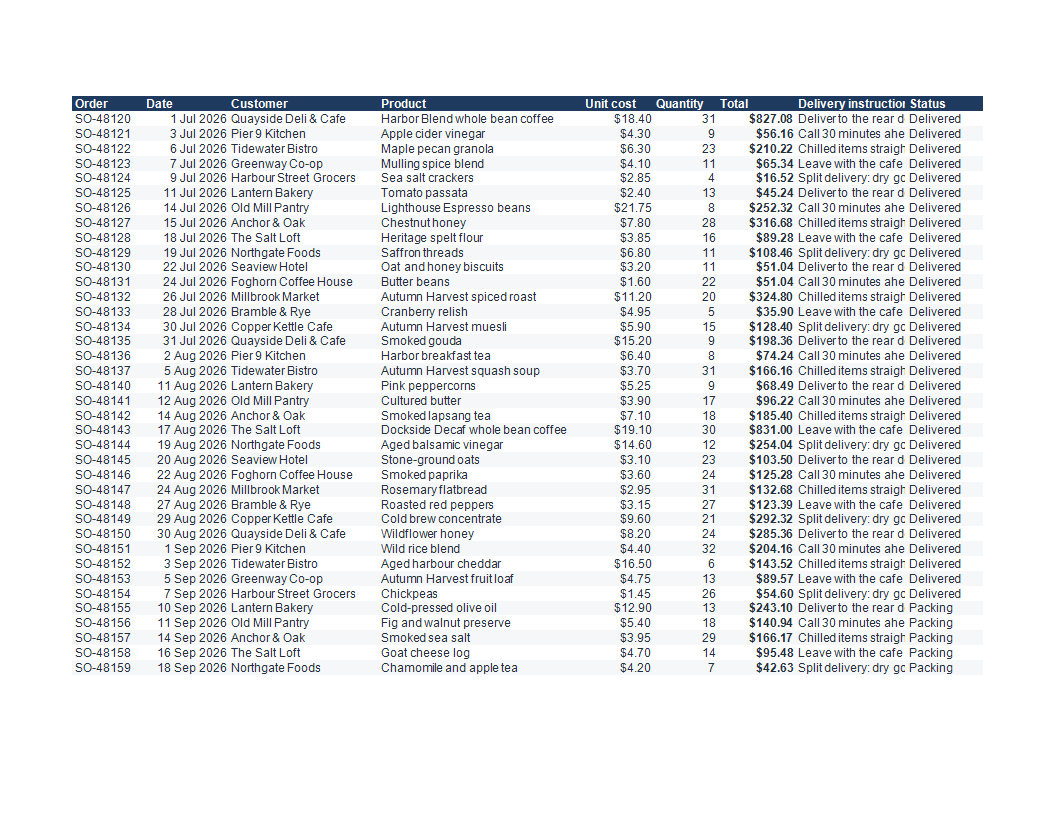 Order Date Customer Product Unit cost Quantity Total Delivery instruction Status
SO-48120 1 Jul 2026 Quayside Deli & Cafe Harbor Blend whole bean coffee $18.40 31 $827.08 Deliver to the rear d Delivered
SO-48121 3 Jul 2026 Pier 9 Kitchen Apple cider vinegar $4.30 9 $56.16 Call 30 minutes ahe Delivered
SO-48122 6 Jul 2026 Tidewater Bistro Maple pecan granola $6.30 23 $210.22 Chilled items straigh Delivered
SO-48123 7 Jul 2026 Greenway Co-op Mulling spice blend $4.10 11 $65.34 Leave with the cafe Delivered
SO-48124 9 Jul 2026 Harbour Street Grocers Sea salt crackers $2.85 4 $16.52 Split delivery: dry gc Delivered
SO-48125 11 Jul 2026 Lantern Bakery Tomato passata $2.40 13 $45.24 Deliver to the rear d Delivered
SO-48126 14 Jul 2026 Old Mill Pantry Lighthouse Espresso beans $21.75 8 $252.32 Call 30 minutes ahe Delivered
SO-48127 15 Jul 2026 Anchor & Oak Chestnut honey $7.80 28 $316.68 Chilled items straigh Delivered
SO-48128 18 Jul 2026 The Salt Loft Heritage spelt flour $3.85 16 $89.28 Leave with the cafe Delivered
SO-48129 19 Jul 2026 Northgate Foods Saffron threads $6.80 11 $108.46 Split delivery: dry gc Delivered
SO-48130 22 Jul 2026 Seaview Hotel Oat and honey biscuits $3.20 11 $51.04 Deliver to the rear d Delivered
SO-48131 24 Jul 2026 Foghorn Coffee House Butter beans $1.60 22 $51.04 Call 30 minutes ahe Delivered
SO-48132 26 Jul 2026 Millbrook Market Autumn Harvest spiced roast $11.20 20 $324.80 Chilled items straigh Delivered
SO-48133 28 Jul 2026 Bramble & Rye Cranberry relish $4.95 5 $35.90 Leave with the cafe Delivered
SO-48134 30 Jul 2026 Copper Kettle Cafe Autumn Harvest muesli $5.90 15 $128.40 Split delivery: dry gc Delivered
SO-48135 31 Jul 2026 Quayside Deli & Cafe Smoked gouda $15.20 9 $198.36 Deliver to the rear d Delivered
SO-48136 2 Aug 2026 Pier 9 Kitchen Harbor breakfast tea $6.40 8 $74.24 Call 30 minutes ahe Delivered
SO-48137 5 Aug 2026 Tidewater Bistro Autumn Harvest squash soup $3.70 31 $166.16 Chilled items straigh Delivered
SO-48140 11 Aug 2026 Lantern Bakery Pink peppercorns $5.25 9 $68.49 Deliver to the rear d Delivered
SO-48141 12 Aug 2026 Old Mill Pantry Cultured butter $3.90 17 $96.22 Call 30 minutes ahe Delivered
SO-48142 14 Aug 2026 Anchor & Oak Smoked lapsang tea $7.10 18 $185.40 Chilled items straigh Delivered
SO-48143 17 Aug 2026 The Salt Loft Dockside Decaf whole bean coffee $19.10 30 $831.00 Leave with the cafe Delivered
SO-48144 19 Aug 2026 Northgate Foods Aged balsamic vinegar $14.60 12 $254.04 Split delivery: dry gc Delivered
SO-48145 20 Aug 2026 Seaview Hotel Stone-ground oats $3.10 23 $103.50 Deliver to the rear d Delivered
SO-48146 22 Aug 2026 Foghorn Coffee House Smoked paprika $3.60 24 $125.28 Call 30 minutes ahe Delivered
SO-48147 24 Aug 2026 Millbrook Market Rosemary flatbread $2.95 31 $132.68 Chilled items straigh Delivered
SO-48148 27 Aug 2026 Bramble & Rye Roasted red peppers $3.15 27 $123.39 Leave with the cafe Delivered
SO-48149 29 Aug 2026 Copper Kettle Cafe Cold brew concentrate $9.60 21 $292.32 Split delivery: dry gc Delivered
SO-48150 30 Aug 2026 Quayside Deli & Cafe Wildflower honey $8.20 24 $285.36 Deliver to the rear d Delivered
SO-48151 1 Sep 2026 Pier 9 Kitchen Wild rice blend $4.40 32 $204.16 Call 30 minutes ahe Delivered
SO-48152 3 Sep 2026 Tidewater Bistro Aged harbour cheddar $16.50 6 $143.52 Chilled items straigh Delivered
SO-48153 5 Sep 2026 Greenway Co-op Autumn Harvest fruit loaf $4.75 13 $89.57 Leave with the cafe Delivered
SO-48154 7 Sep 2026 Harbour Street Grocers Chickpeas $1.45 26 $54.60 Split delivery: dry gc Delivered
SO-48155 10 Sep 2026 Lantern Bakery Cold-pressed olive oil $12.90 13 $243.10 Deliver to the rear d Packing
SO-48156 11 Sep 2026 Old Mill Pantry Fig and walnut preserve $5.40 18 $140.94 Call 30 minutes ahe Packing
SO-48157 14 Sep 2026 Anchor & Oak Smoked sea salt $3.95 29 $166.17 Chilled items straigh Packing
SO-48158 16 Sep 2026 The Salt Loft Goat cheese log $4.70 14 $95.48 Leave with the cafe Packing
SO-48159 18 Sep 2026 Northgate Foods Chamomile and apple tea $4.20 7 $42.63 Split delivery: dry gc Packing